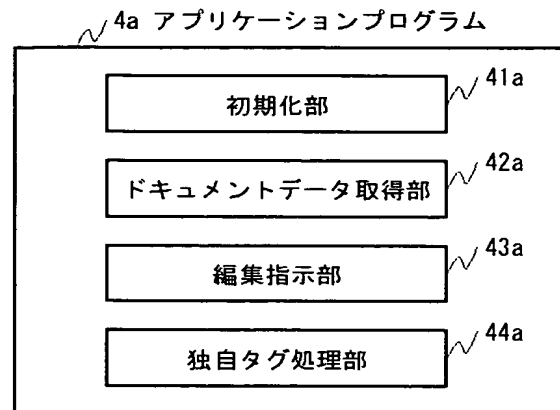 4a アプリケーションプログラム
初期化部 41a
ドキュメントデータ取得部 42a
編集指示部 43a
独自タグ処理部 44a